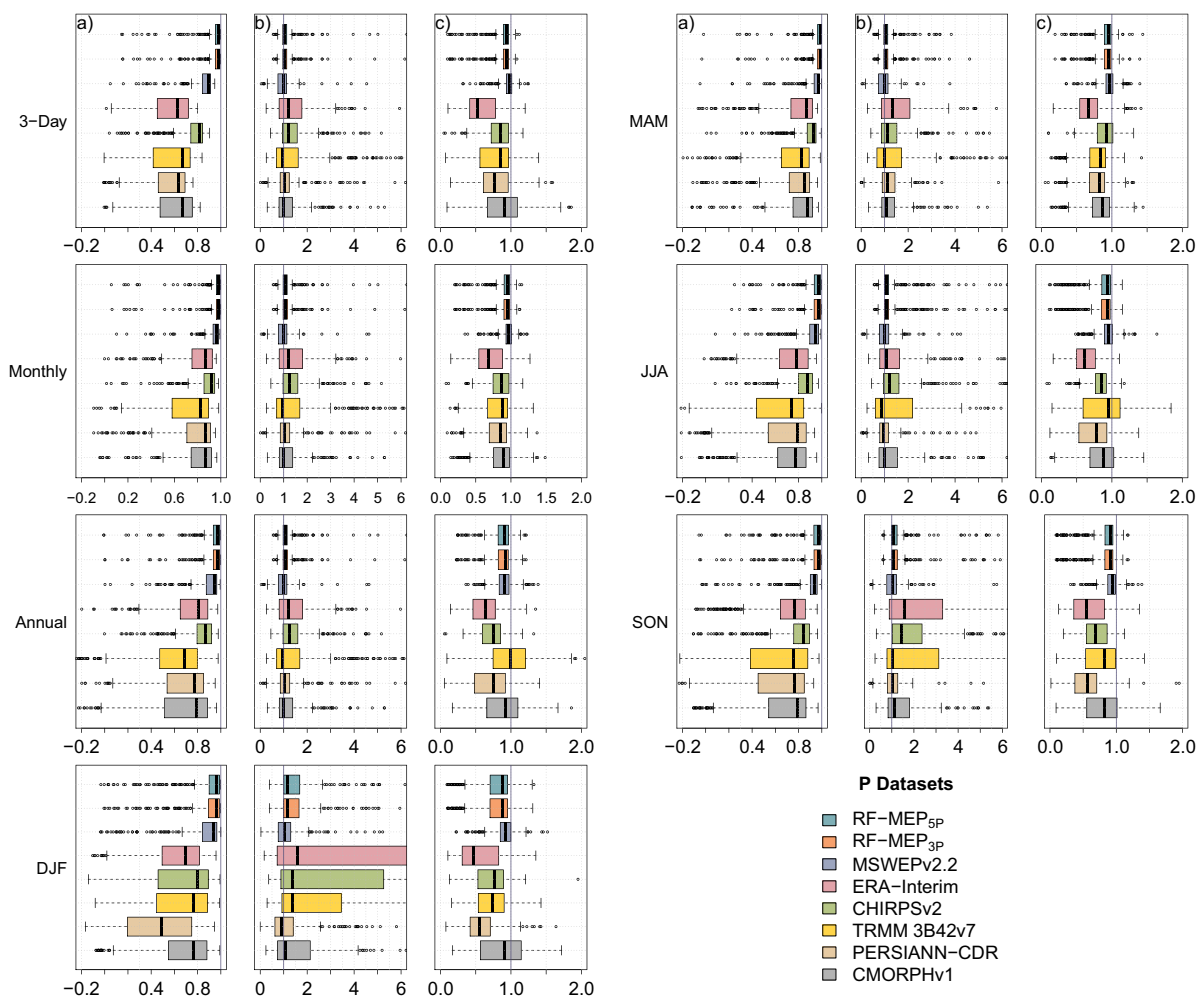 a) b) c) a) b) c)
3−Day MAM
−0.2 0.4 0.8 0 2 4 6 0.0 1.0 2.0 −0.2 0.4 0.8 0 2 4 6 0.0 1.0 2.0
Monthly JJA
−0.2 0.2 0.6 1.0 0 1 2 3 4 5 6 0.0 0.5 1.0 1.5 2.0 −0.2 0.4 0.8 0 2 4 6 0.0 1.0 2.0
Annual SON
−0.2 0.4 0.8 0 2 4 6 0.0 1.0 2.0 −0.2 0.4 0.8 0 2 4 6 0.0 1.0 2.0
DJF
−0.2 0.4 0.8 0 2 4 6 0.0 1.0 2.0
P Datasets
RF−MEP5P
RF−MEP3P
MSWEPv2.2
ERA−Interim
CHIRPSv2
TRMM 3B42v7
PERSIANN−CDR
CMORPHv1